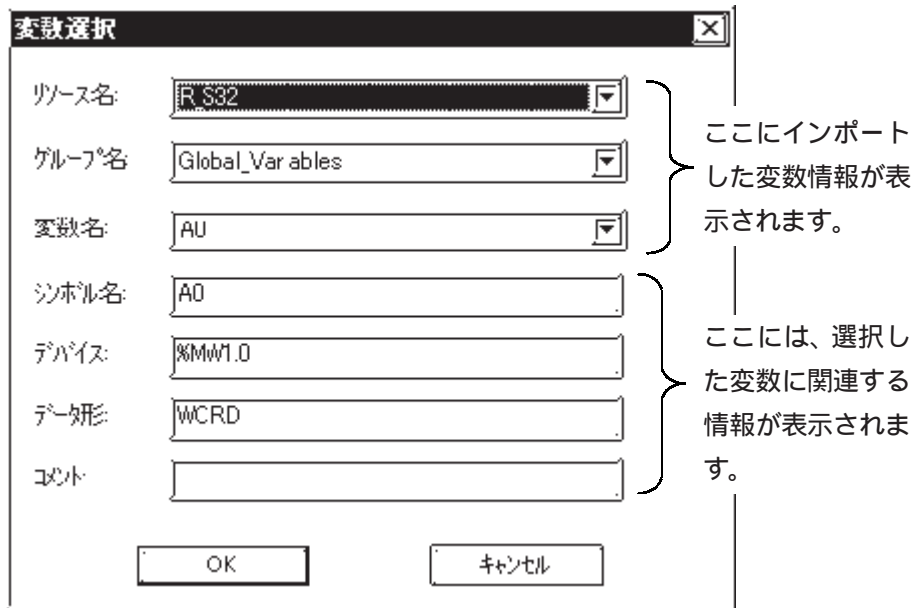 変数選択
リソース名:
R_S32
グループ名
Global_Var ables
変数名:
AU
シンボル名:
A0
デバイス:
%MW1.0
データ形:
WCRD
コメント
OK
キャンセル
ここにインポート
した変数情報が表
示されます。
ここには、選択し
た変数に関連する
情報が表示されま
す。